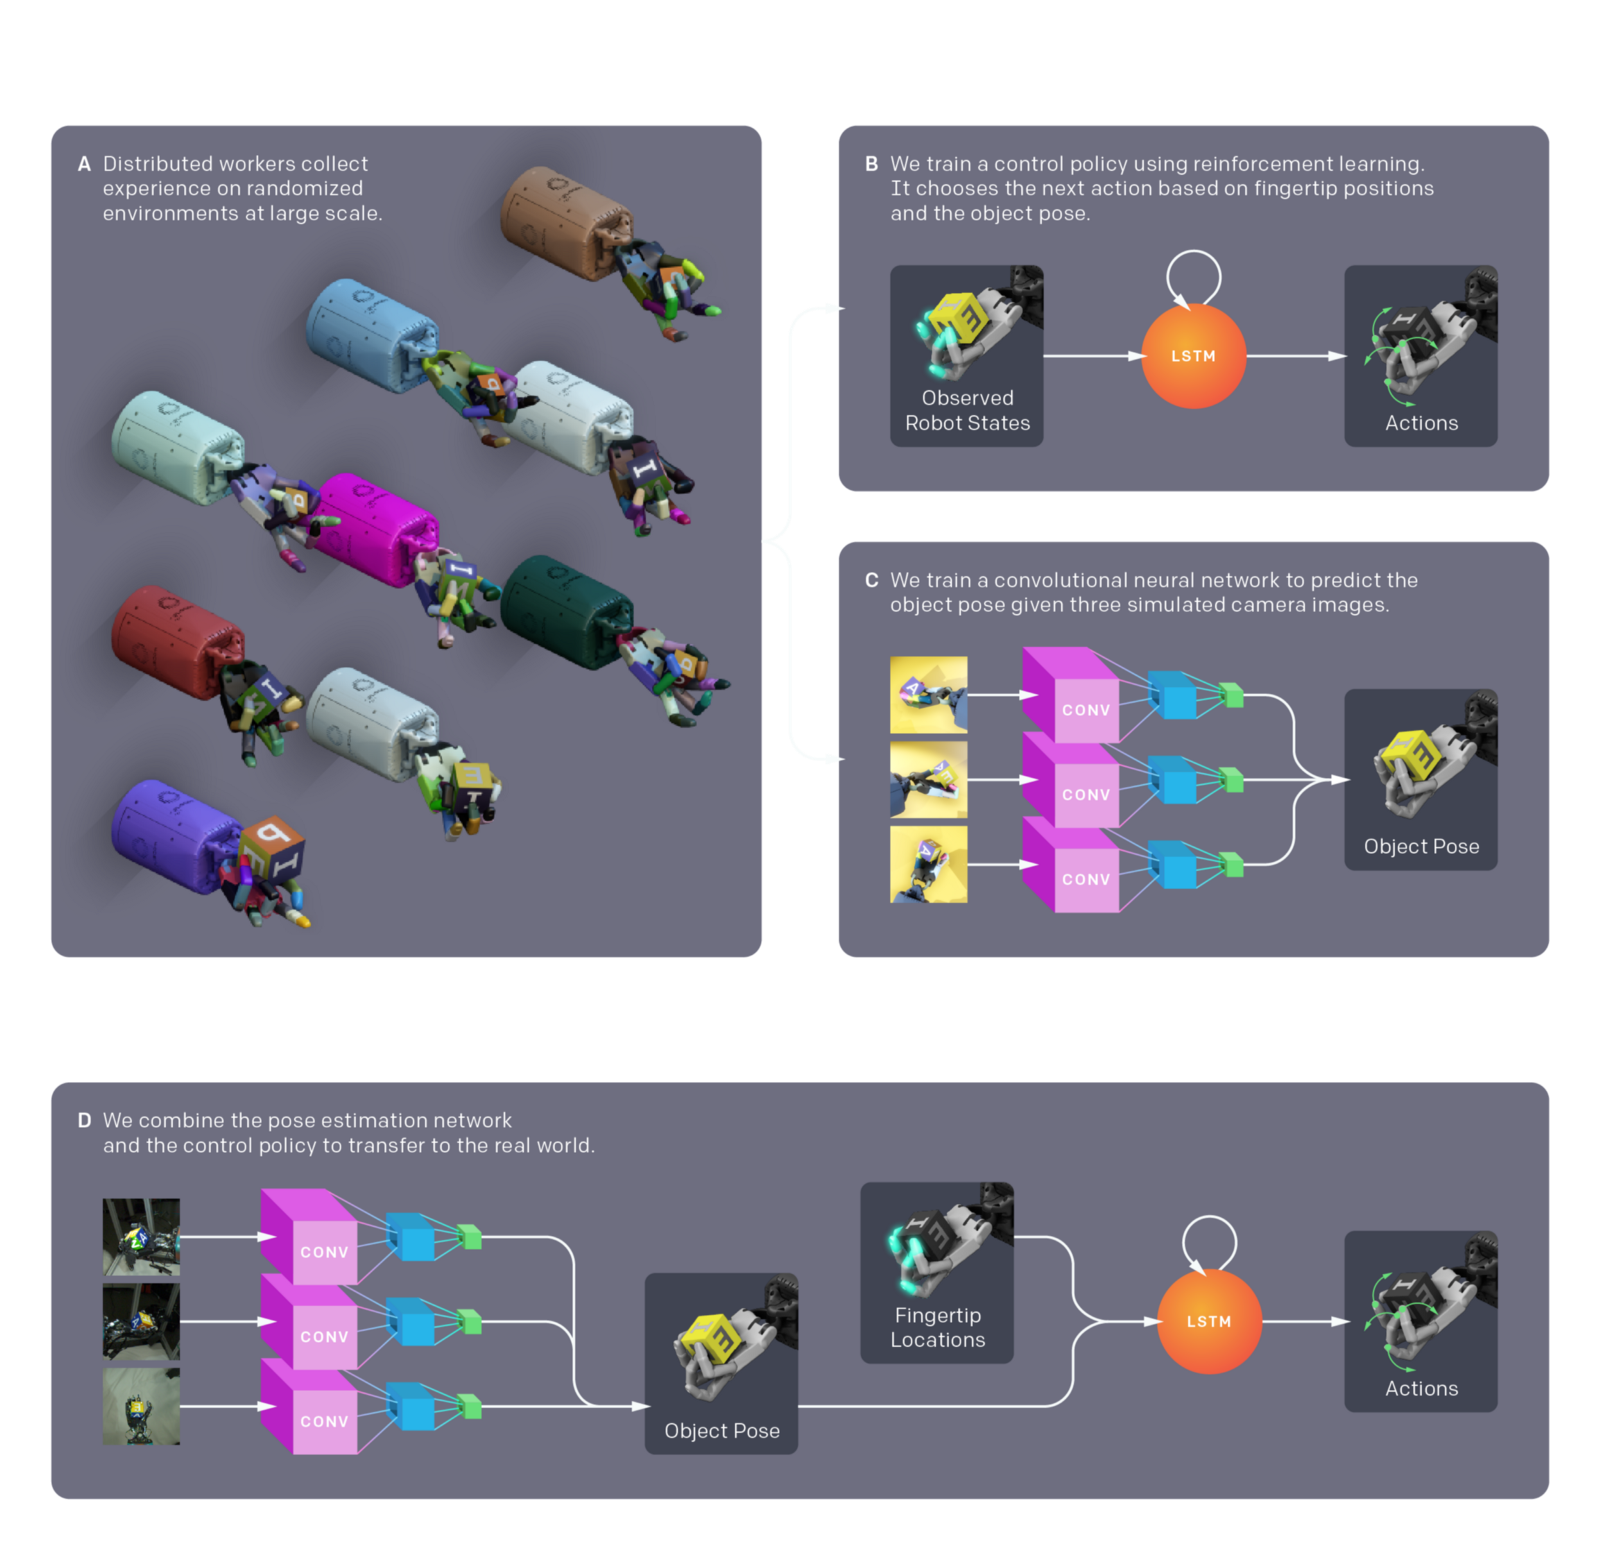 A Distributed workers collect
experience on randomized
environments at large scale.
B We train a control policy using reinforcement learning.
It chooses the next action based on fingertip positions
and the object pose.
Observed
Robot States
LSTM
Actions
C We train a convolutional neural network to predict the
object pose given three simulated camera images.
CONV
CONV
CONV
Object Pose
D We combine the pose estimation network
and the control policy to transfer to the real world.
CONV
CONV
CONV
Object Pose
Fingertip
Locations
LSTM
Actions